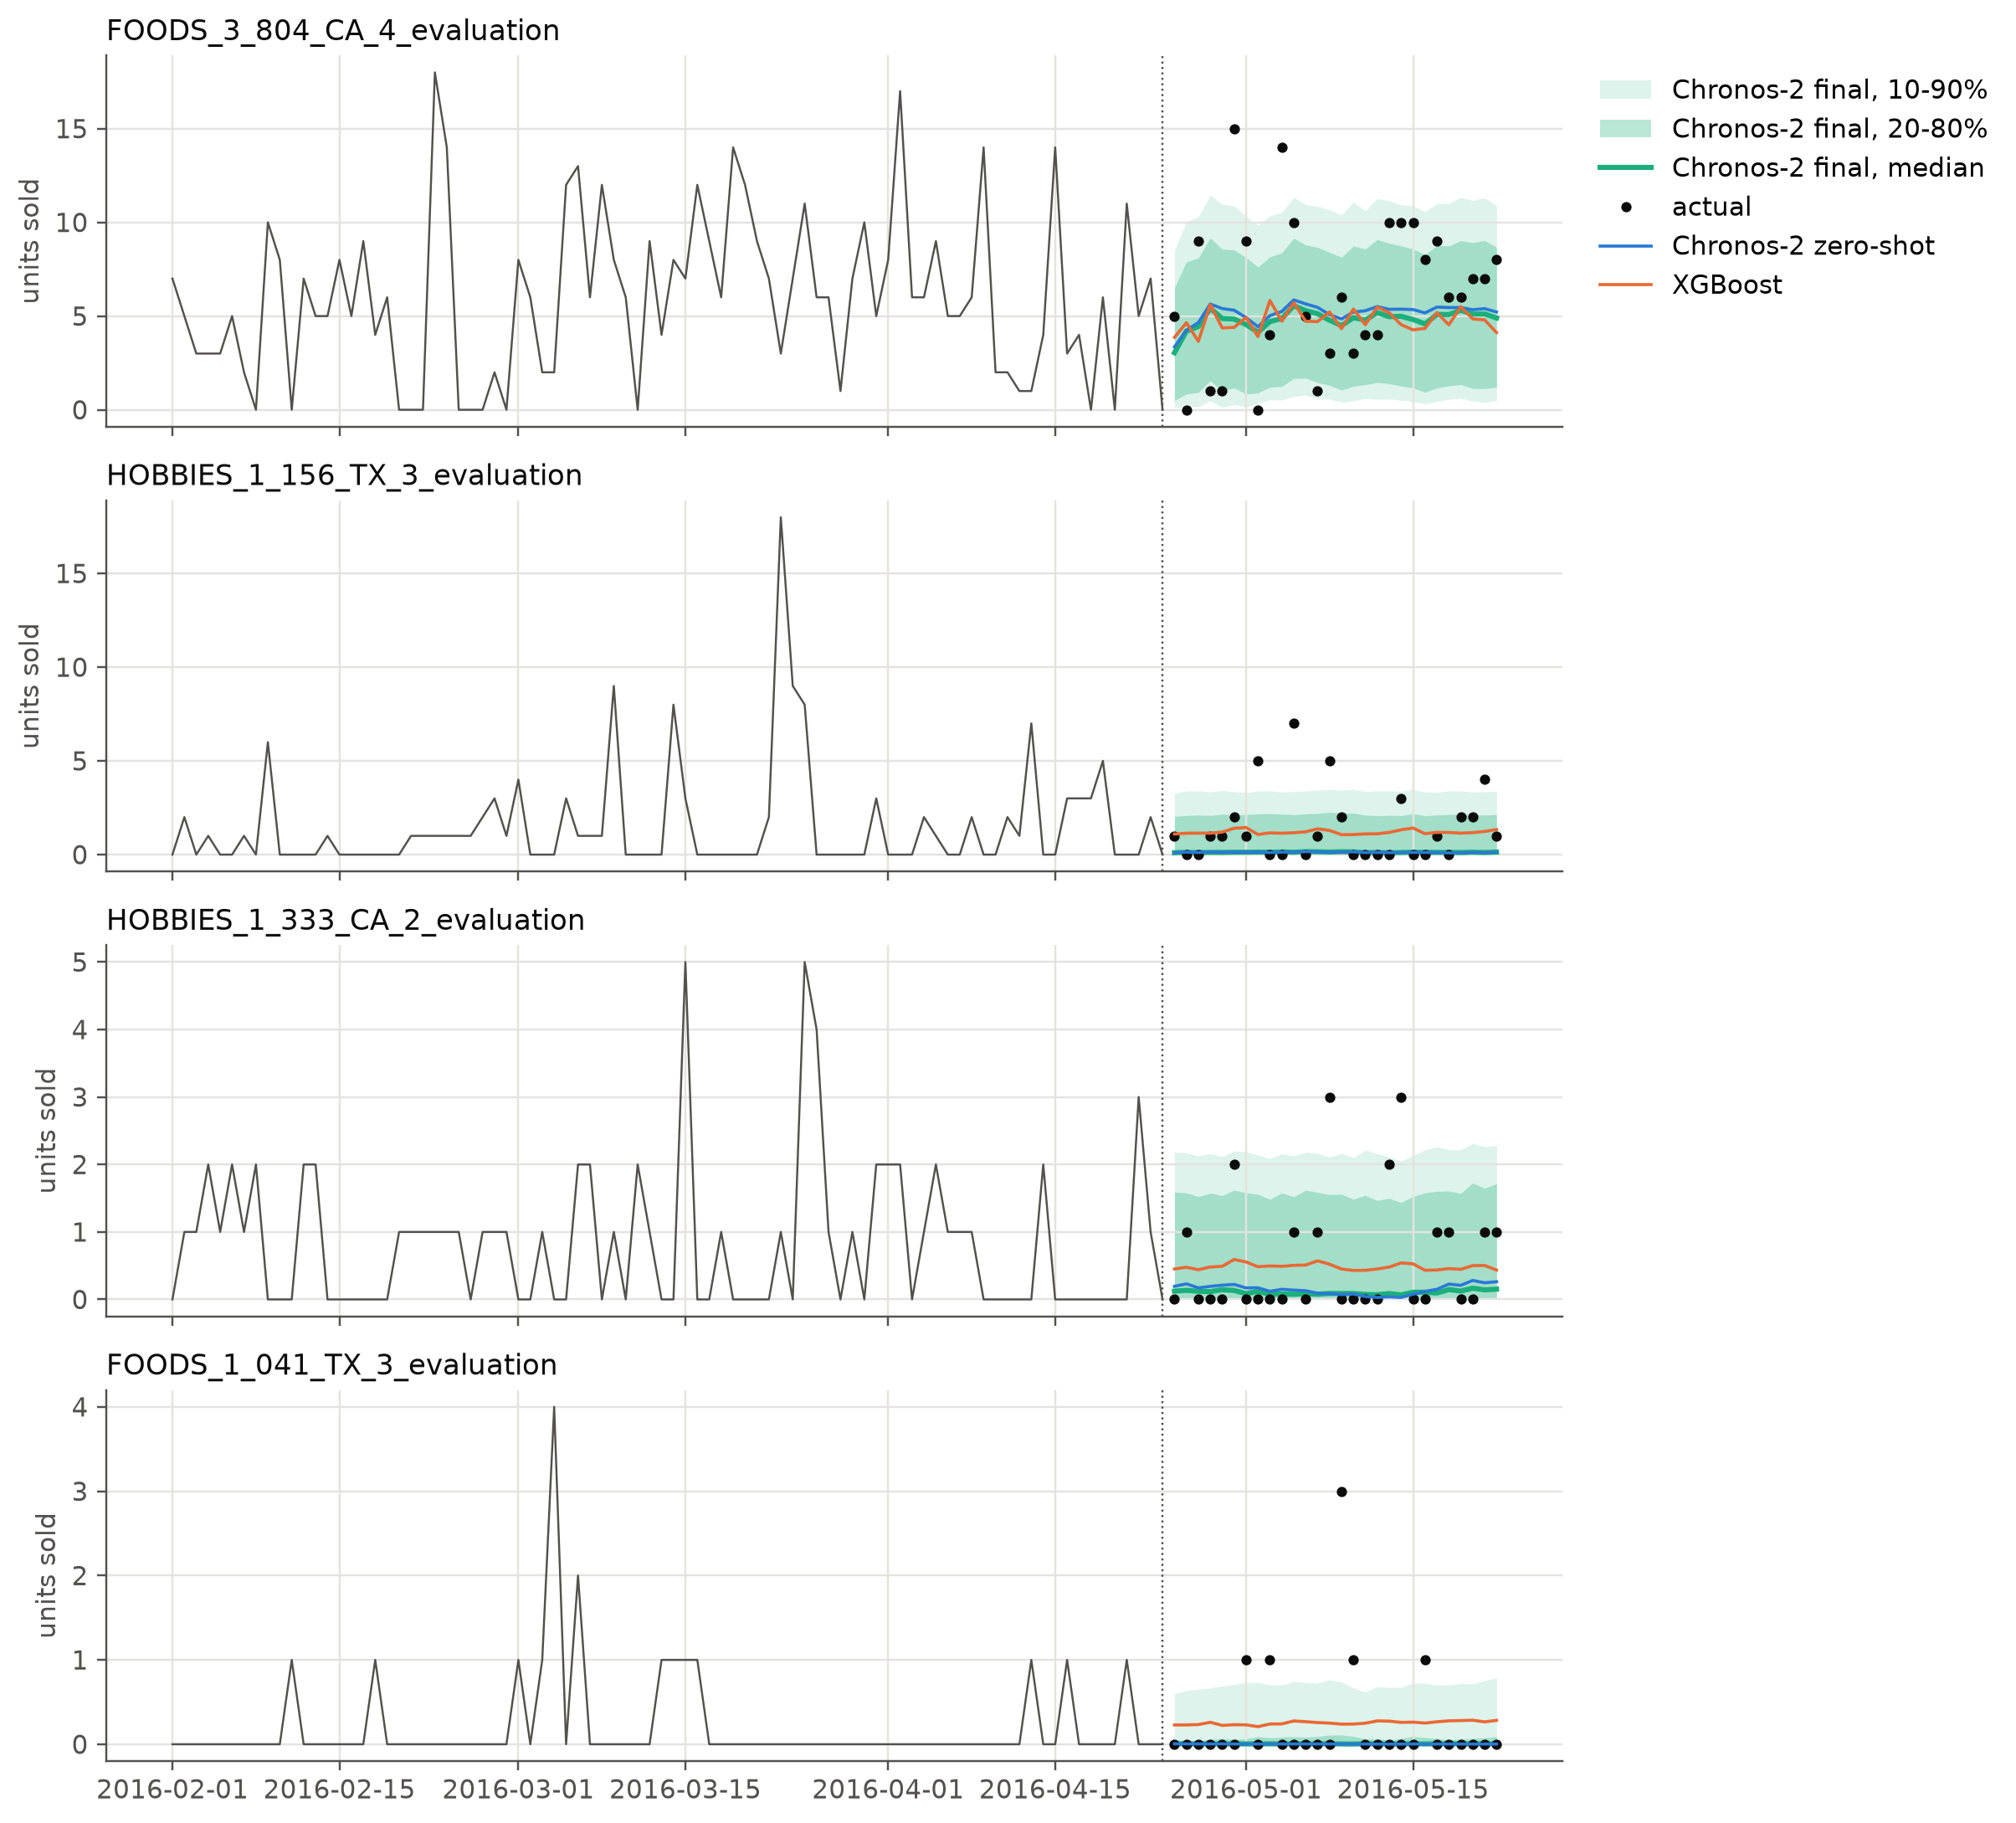 FOODS_3_804_CA_4_evaluation
units sold
15
10
5
0
Chronos-2 final, 10-90%
Chronos-2 final, 20-80%
Chronos-2 final, median
actual
Chronos-2 zero-shot
XGBoost
HOBBIES_1_156_TX_3_evaluation
units sold
15
10
5
0
HOBBIES_1_333_CA_2_evaluation
units sold
5
4
3
2
1
0
FOODS_1_041_TX_3_evaluation
units sold
4
3
2
1
0
2016-02-01 2016-02-15 2016-03-01 2016-03-15 2016-04-01 2016-04-15 2016-05-01 2016-05-15